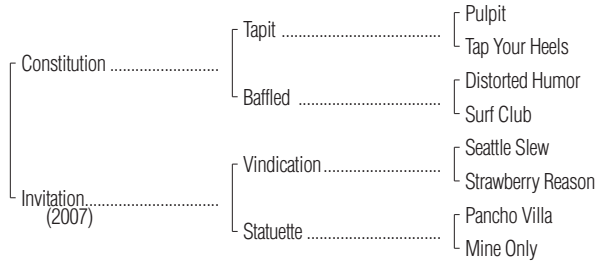 Pulpit
Tapit ............................................
Tap Your Heels
Constitution ..............................
Distorted Humor
Baffled .......................................
Surf Club
Seattle Slew
Vindication................................
Strawberry Reason
Invitation....................................
(2007)
Pancho Villa
Statuette .....................................
Mine Only